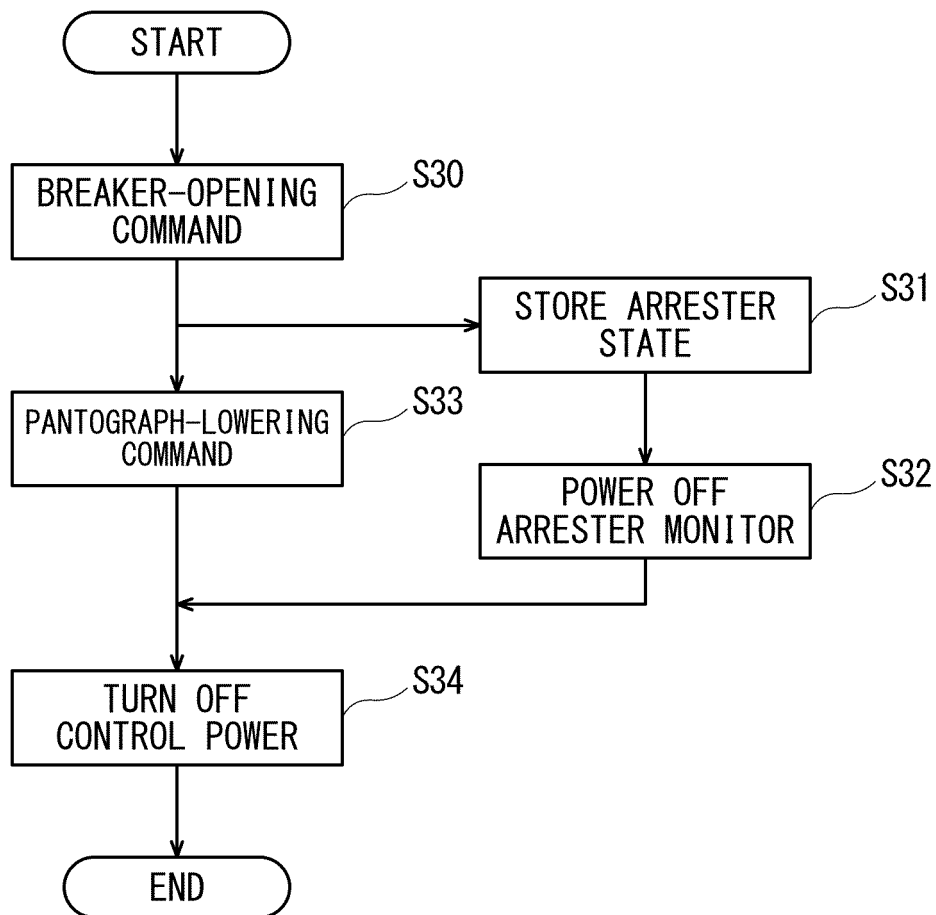 START
BREAKER-OPENING
COMMAND
S30
STORE ARRESTER
STATE
S31
PANTOGRAPH-LOWERING
COMMAND
S33
POWER OFF
ARRESTER MONITOR
S32
TURN OFF
CONTROL POWER
S34
END